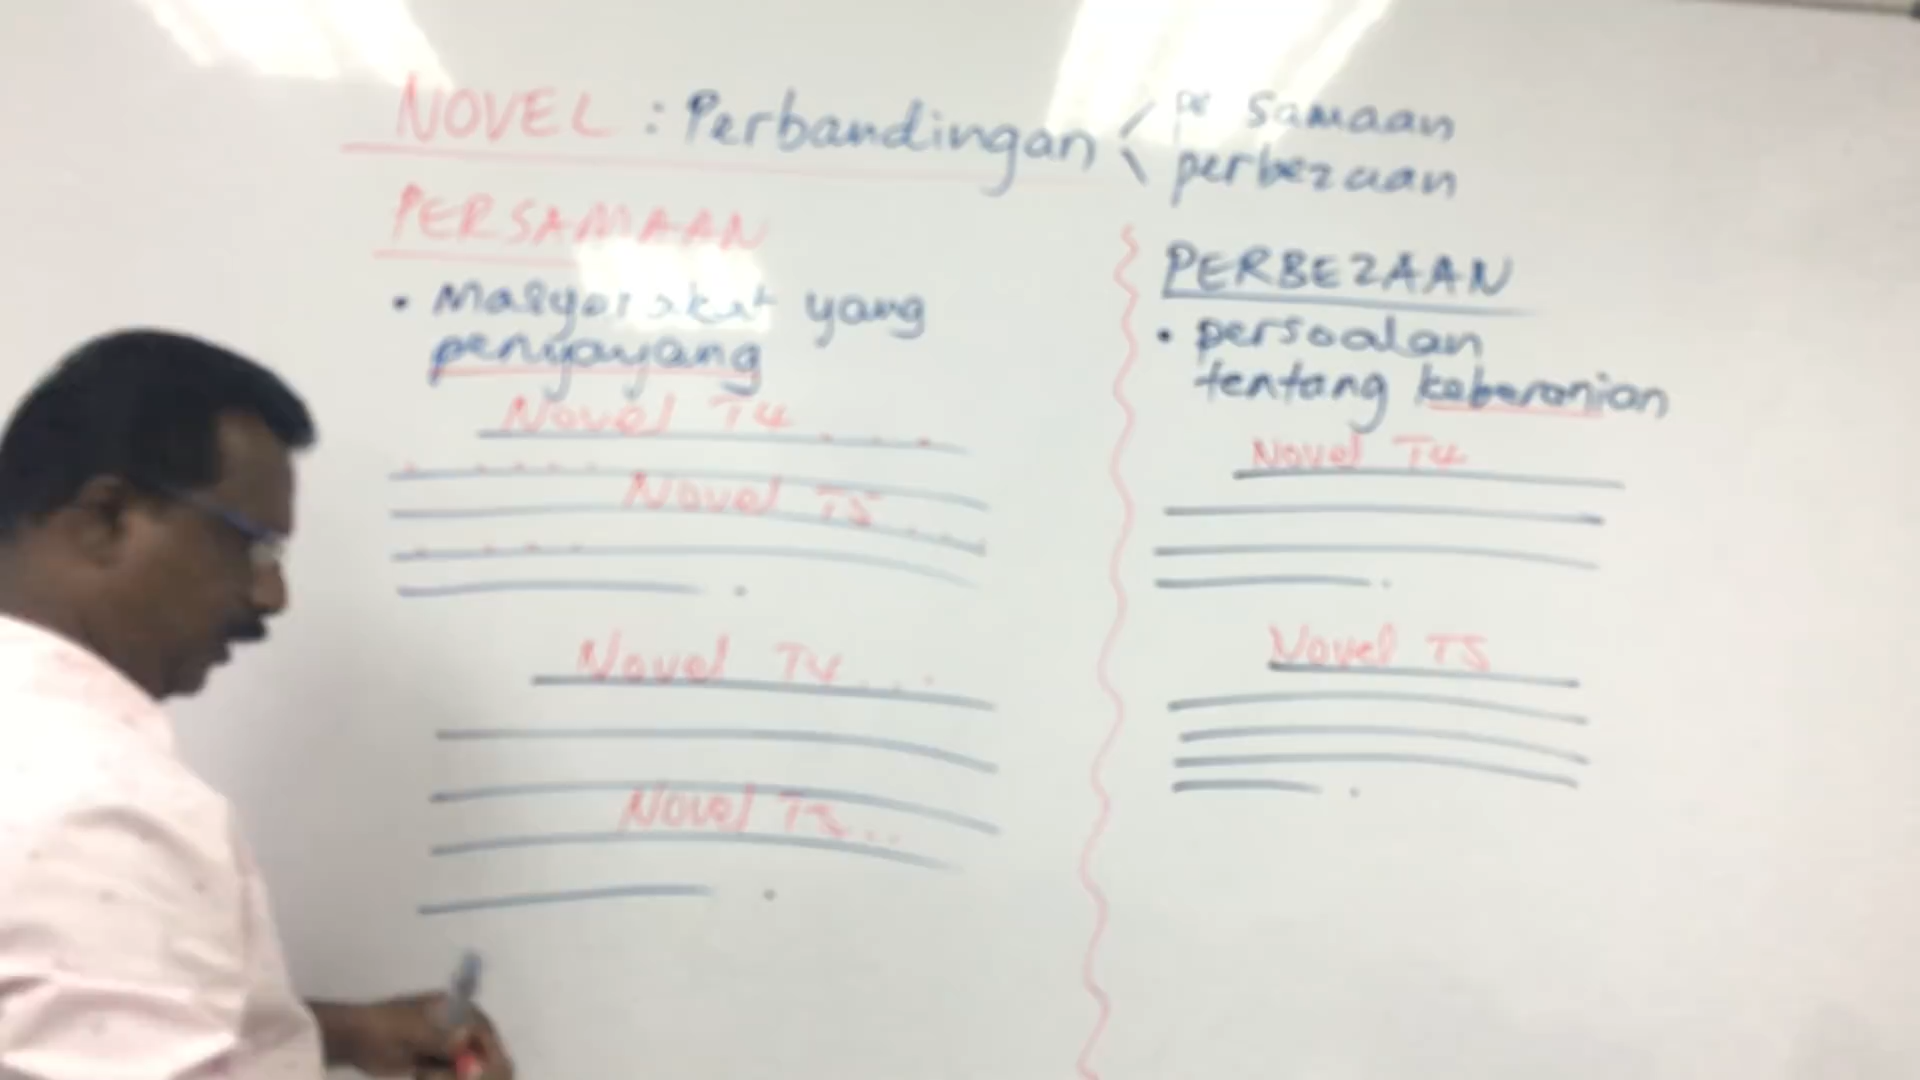 NOVEL : Perbandingan
persamaan
perbezaan
PERSAMAAN
• Masyarakat yang
penyayang
Novel T4 . . .
. . . . .
Novel T5 . . .
. . . .
Novel T4 . . .
Novel T5 . .
PERBEZAAN
• persoalan
tentang keberanian
Novel T4
Novel T5